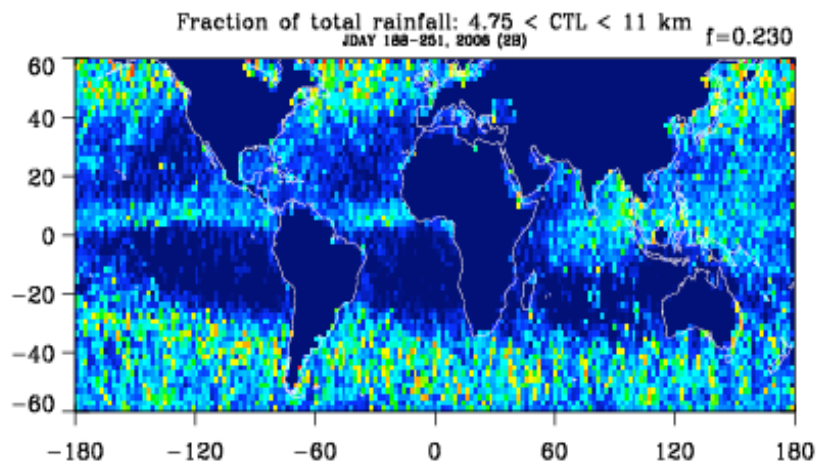 Fraction of total rainfall: 4.75 < CTL < 11 km
JDAY 188-251, 2006 (2B) f=0.230
60
40
20
0
-20
-40
-60
-180 -120 -60 0 60 120 180